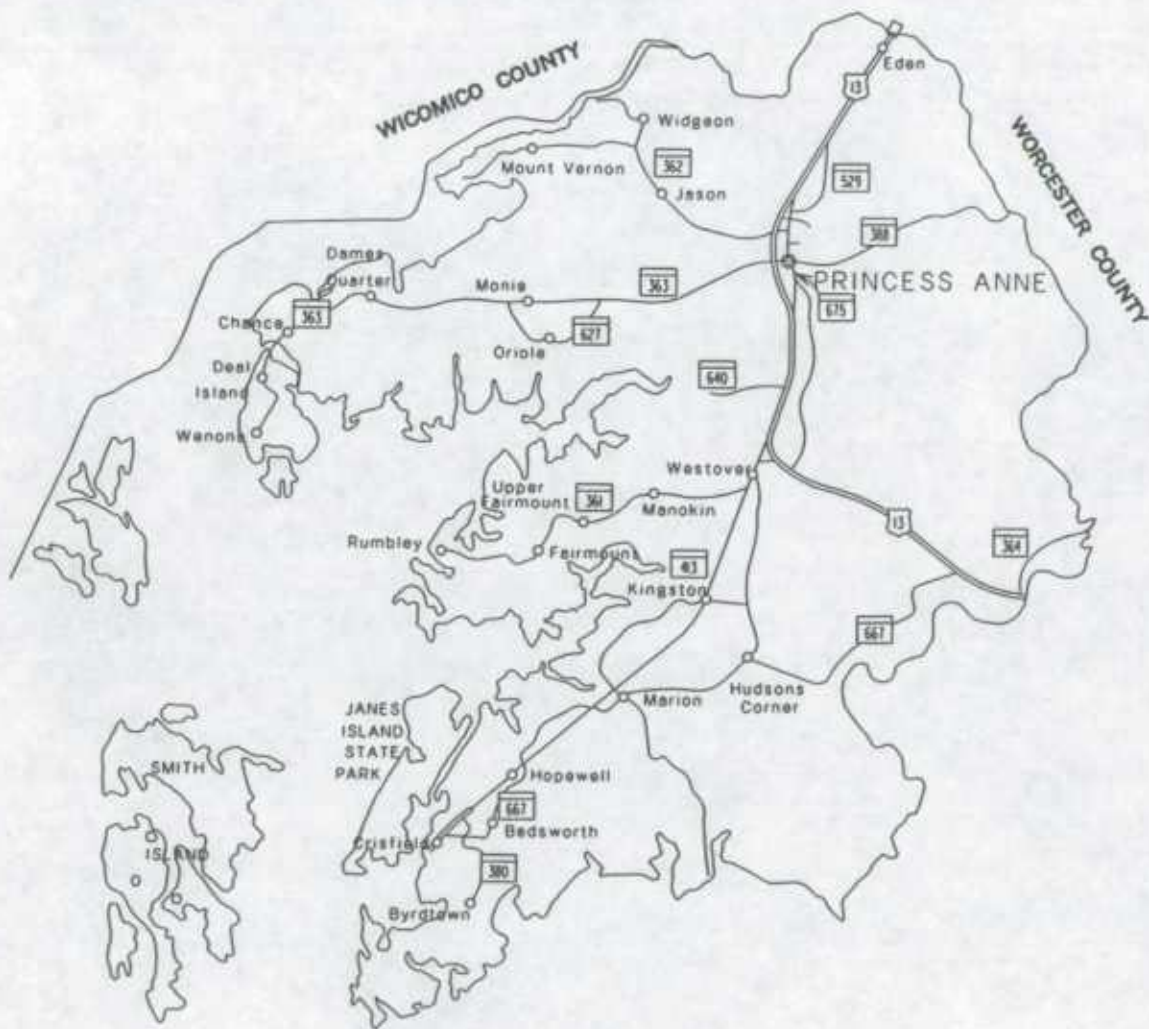 WICOMICO COUNTY
Eden
13
Widgeon
WORCESTER COUNTY
Mount Vernon
362
529
Jason
388
Dames
Quarter
363
PRINCESS ANNE
Monie
363
675
Chance
627
Oriole
Deal
Island
640
Wenona
Westover
Upper
Fairmount
361
Manokin
13
Rumbley
Fairmount
364
413
Kingston
667
JANES
ISLAND
STATE
PARK
Marion
Hudsons
Corner
SMITH
Hopewell
667
Bedsworth
Crisfield
ISLAND
380
Byrdtown